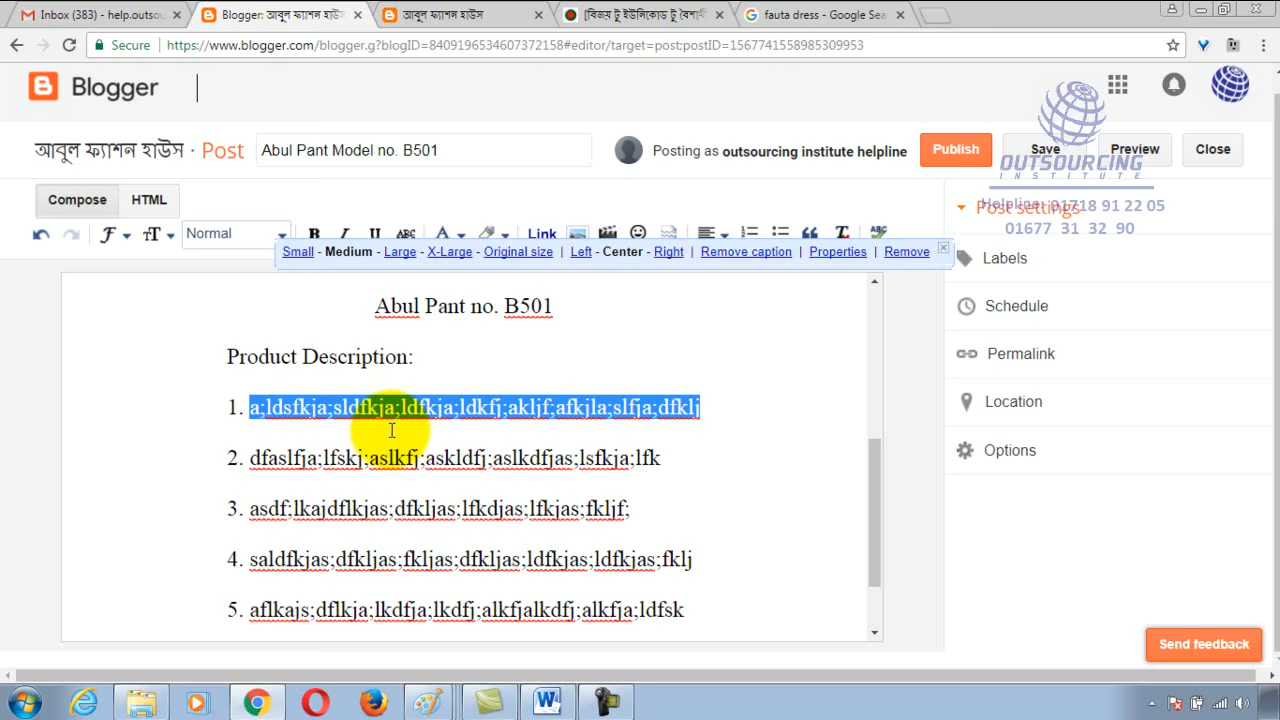 Inbox (383) - help.outsou
Blogger: আবুল ফ্যাশন হাউস
আবুল ফ্যাশন হাউস
[বিজয় টু ইউনিকোড টু বৈশা
fauta dress - Google Sea
Secure
https://www.blogger.com/blogger.g?blogID=8409196534607372158#editor/target=post;postID=1567741558985309953
Blogger
আবুল ফ্যাশন হাউস · Post
Abul Pant Model no. B501
Posting as outsourcing institute helpline
Publish
Save
Preview
Close
OUTSOURCING
INSTITUTE
Helpline: 01718 91 22 05
01677 31 32 90
Compose
HTML
Post settings
Normal
B I U ABC
Link
Small - Medium - Large - X-Large - Original size | Left - Center - Right | Remove caption | Properties | Remove
Labels
Schedule
Permalink
Location
Options
Abul Pant no. B501
Product Description:
1. a;ldsfkja;sldfkja;ldfkja;ldkfj;akljf;afkjla;slfja;dfklj
2. dfaslfja;lfskj;aslkfj;askldfj;aslkdfjas;lsfkja;lfk
3. asdf;lkajdflkjas;dfkljas;lfkdjas;lfkjas;fkljf;
4. saldfkjas;dfkljas;fkljas;dfkljas;ldfkjas;ldfkjas;fklj
5. aflkajs;dflkja;lkdfja;lkdfj;alkfjalkdfj;alkfja;ldfsk
Send feedback